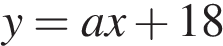 y = ax + 18